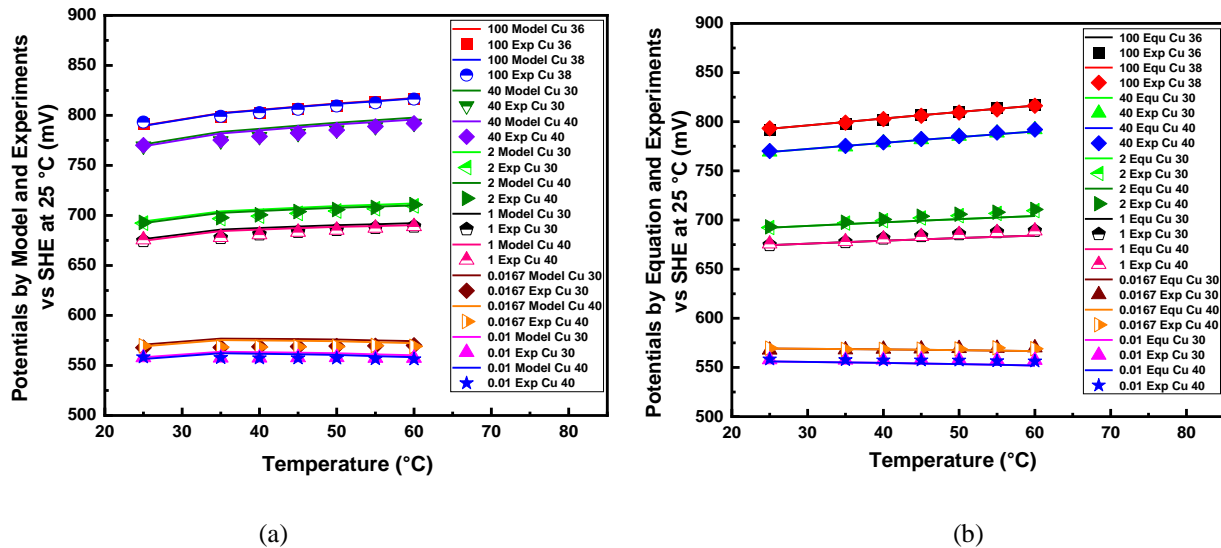 (a)
900
850
800
750
700
650
600
550
500
20
30
40
50
60
70
80
Potentials by Model and Experiments
vs SHE at 25 °C (mV)
Temperature (°C)
100 Model Cu 36
100 Exp Cu 36
100 Model Cu 38
100 Exp Cu 38
40 Model Cu 30
40 Exp Cu 30
40 Model Cu 40
40 Exp Cu 40
2 Model Cu 30
2 Exp Cu 30
2 Model Cu 40
2 Exp Cu 40
1 Model Cu 30
1 Exp Cu 30
1 Model Cu 40
1 Exp Cu 40
0.0167 Model Cu 30
0.0167 Exp Cu 30
0.0167 Model Cu 40
0.0167 Exp Cu 40
0.01 Model Cu 30
0.01 Exp Cu 30
0.01 Model Cu 40
0.01 Exp Cu 40
(a)
(b)
900
850
800
750
700
650
600
550
500
20
30
40
50
60
70
80
Potentials by Equation and Experiments
vs SHE at 25 °C (mV)
Temperature (°C)
100 Equ Cu 36
100 Exp Cu 36
100 Equ Cu 38
100 Exp Cu 38
40 Equ Cu 30
40 Exp Cu 30
40 Equ Cu 40
40 Exp Cu 40
2 Equ Cu 30
2 Exp Cu 30
2 Equ Cu 40
2 Exp Cu 40
1 Equ Cu 30
1 Exp Cu 30
1 Equ Cu 40
1 Exp Cu 40
0.0167 Equ Cu 30
0.0167 Exp Cu 30
0.0167 Equ Cu 40
0.0167 Exp Cu 40
0.01 Equ Cu 30
0.01 Exp Cu 30
0.01 Equ Cu 40
0.01 Exp Cu 40
(b)